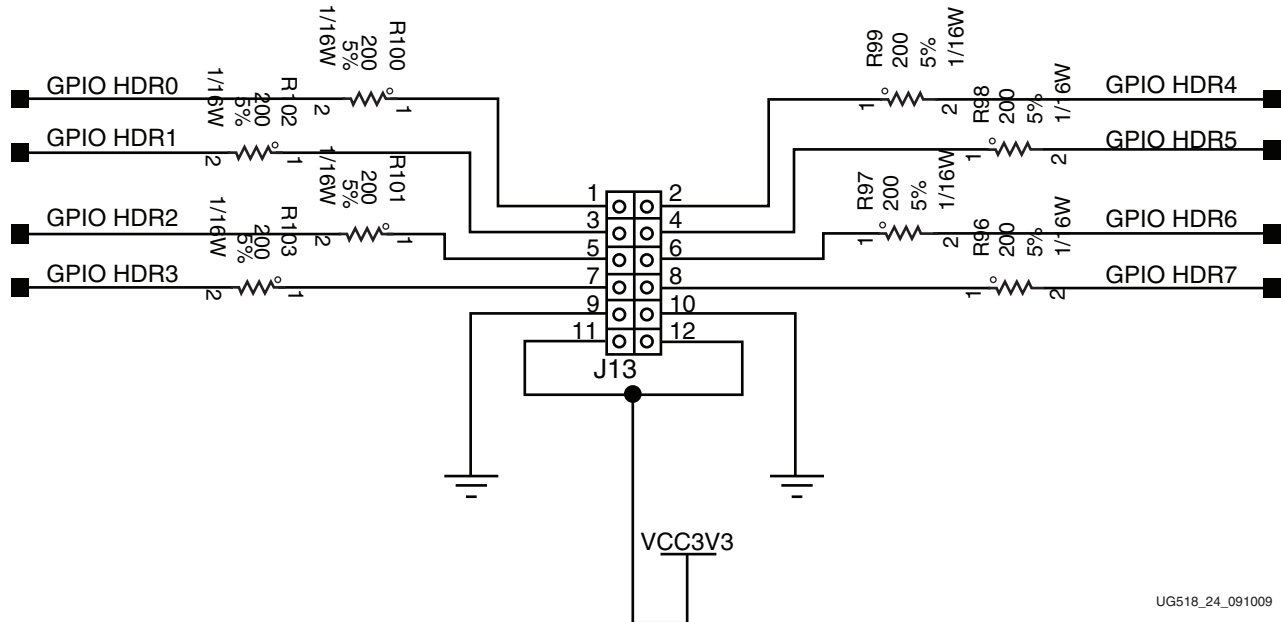 R100
200
5%
1/16W
R99
200
5%
1/16W
GPIO HDR0
2
1
1
2
GPIO HDR4
R102
200
5%
1/16W
R98
200
5%
1/16W
GPIO HDR1
2
1
1
2
GPIO HDR5
R101
200
5%
1/16W
R97
200
5%
1/16W
GPIO HDR2
2
1
1
2
GPIO HDR6
R103
200
5%
1/16W
R96
200
5%
1/16W
GPIO HDR3
2
1
1
2
GPIO HDR7
1
2
3
4
5
6
7
8
9
10
11
12
J13
VCC3V3
UG518_24_091009